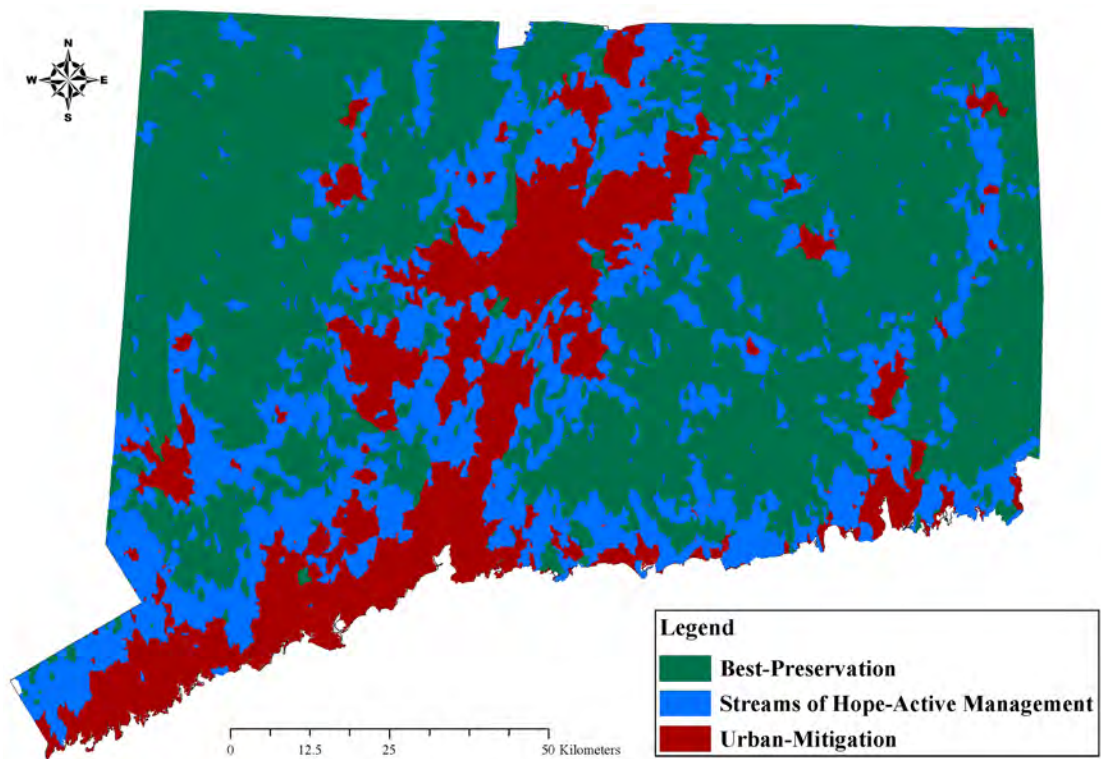 N
W E
S
Legend
Best-Preservation
Streams of Hope-Active Management
Urban-Mitigation
0 12.5 25 50 Kilometers